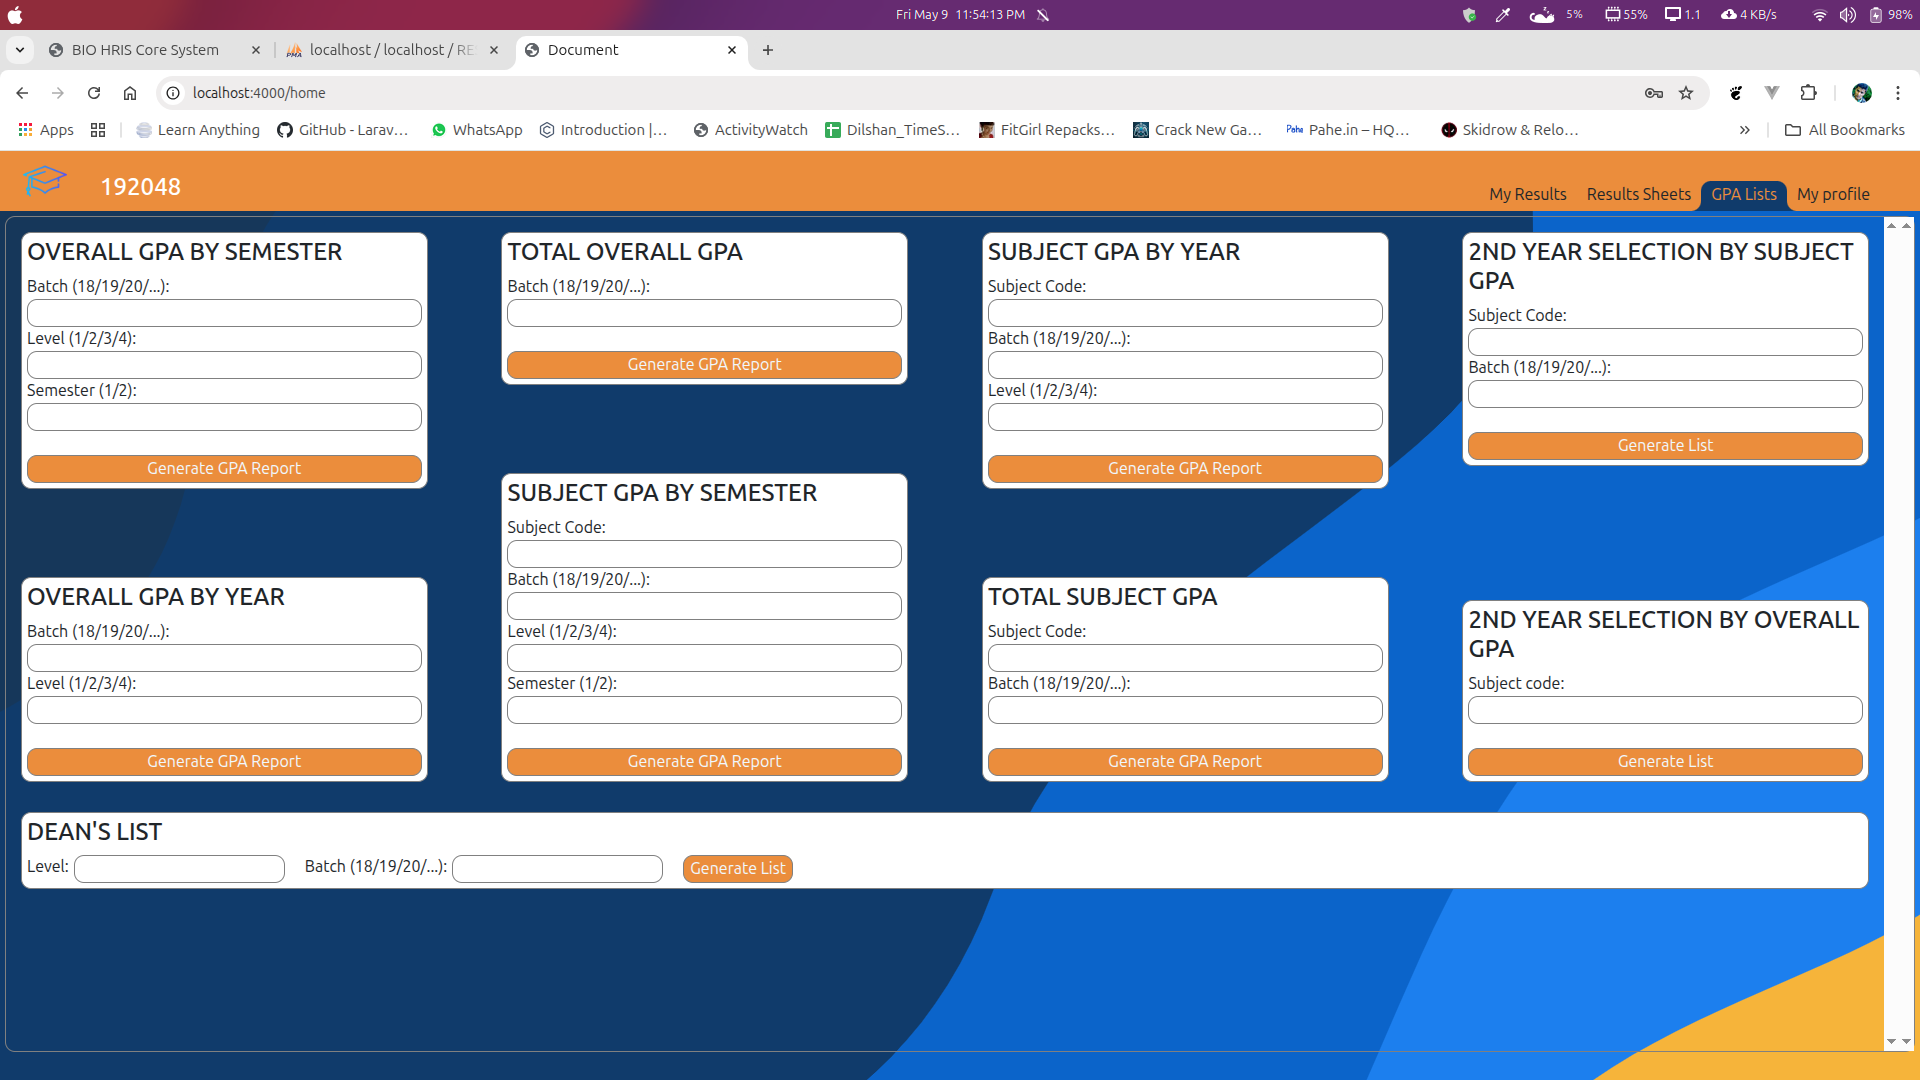 Fri May 9 11:54:13 PM
5%
55%
1.1
4 KB/s
98%
BIO HRIS Core System
PMA
localhost / localhost / RE
Document
localhost:4000/home
Apps
Learn Anything
GitHub - Larav...
WhatsApp
Introduction |...
ActivityWatch
Dilshan_TimeS...
FitGirl Repacks...
Crack New Ga...
Pahe
Pahe.in – HQ...
Skidrow & Relo...
All Bookmarks
192048
My Results
Results Sheets
GPA Lists
My profile
OVERALL GPA BY SEMESTER
Batch (18/19/20/...):
Level (1/2/3/4):
Semester (1/2):
Generate GPA Report
OVERALL GPA BY YEAR
Batch (18/19/20/...):
Level (1/2/3/4):
Generate GPA Report
TOTAL OVERALL GPA
Batch (18/19/20/...):
Generate GPA Report
SUBJECT GPA BY SEMESTER
Subject Code:
Batch (18/19/20/...):
Level (1/2/3/4):
Semester (1/2):
Generate GPA Report
SUBJECT GPA BY YEAR
Subject Code:
Batch (18/19/20/...):
Level (1/2/3/4):
Generate GPA Report
TOTAL SUBJECT GPA
Subject Code:
Batch (18/19/20/...):
Generate GPA Report
2ND YEAR SELECTION BY SUBJECT
GPA
Subject Code:
Batch (18/19/20/...):
Generate List
2ND YEAR SELECTION BY OVERALL
GPA
Subject code:
Generate List
DEAN'S LIST
Level:
Batch (18/19/20/...):
Generate List